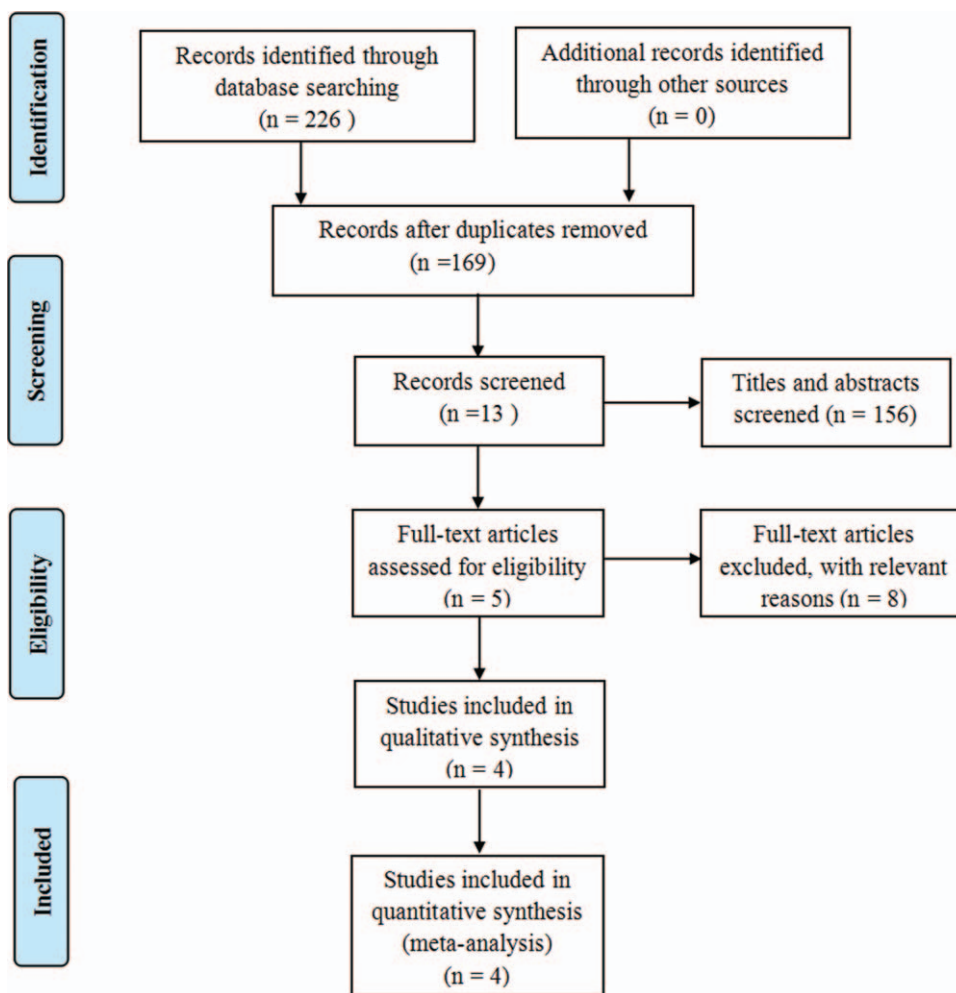 Identification
Records identified through
database searching
(n = 226 )
Additional records identified
through other sources
(n = 0)
Records after duplicates removed
(n =169)
Screening
Records screened
(n =13 )
Titles and abstracts
screened (n = 156)
Eligibility
Full-text articles
assessed for eligibility
(n = 5)
Full-text articles
excluded, with relevant
reasons (n = 8)
Studies included in
qualitative synthesis
(n = 4)
Included
Studies included in
quantitative synthesis
(meta-analysis)
(n = 4)